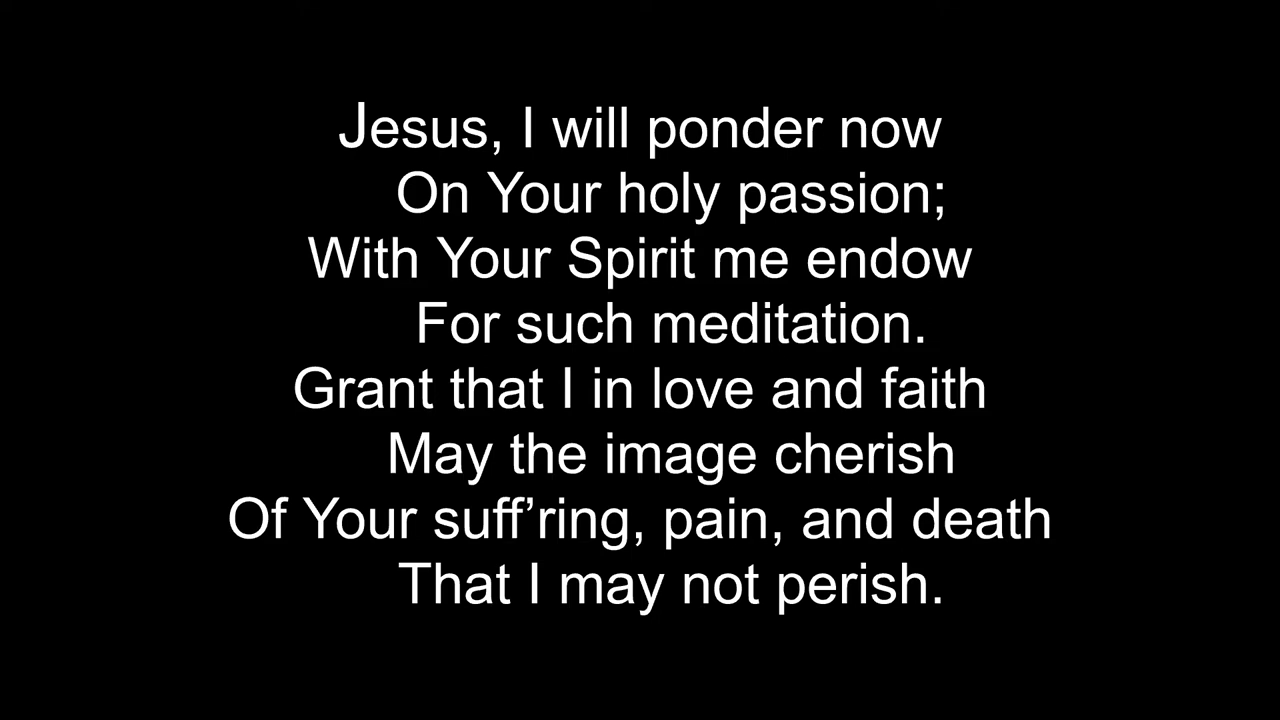 Jesus, I will ponder now
On Your holy passion;
With Your Spirit me endow
For such meditation.
Grant that I in love and faith
May the image cherish
Of Your suff’ring, pain, and death
That I may not perish.